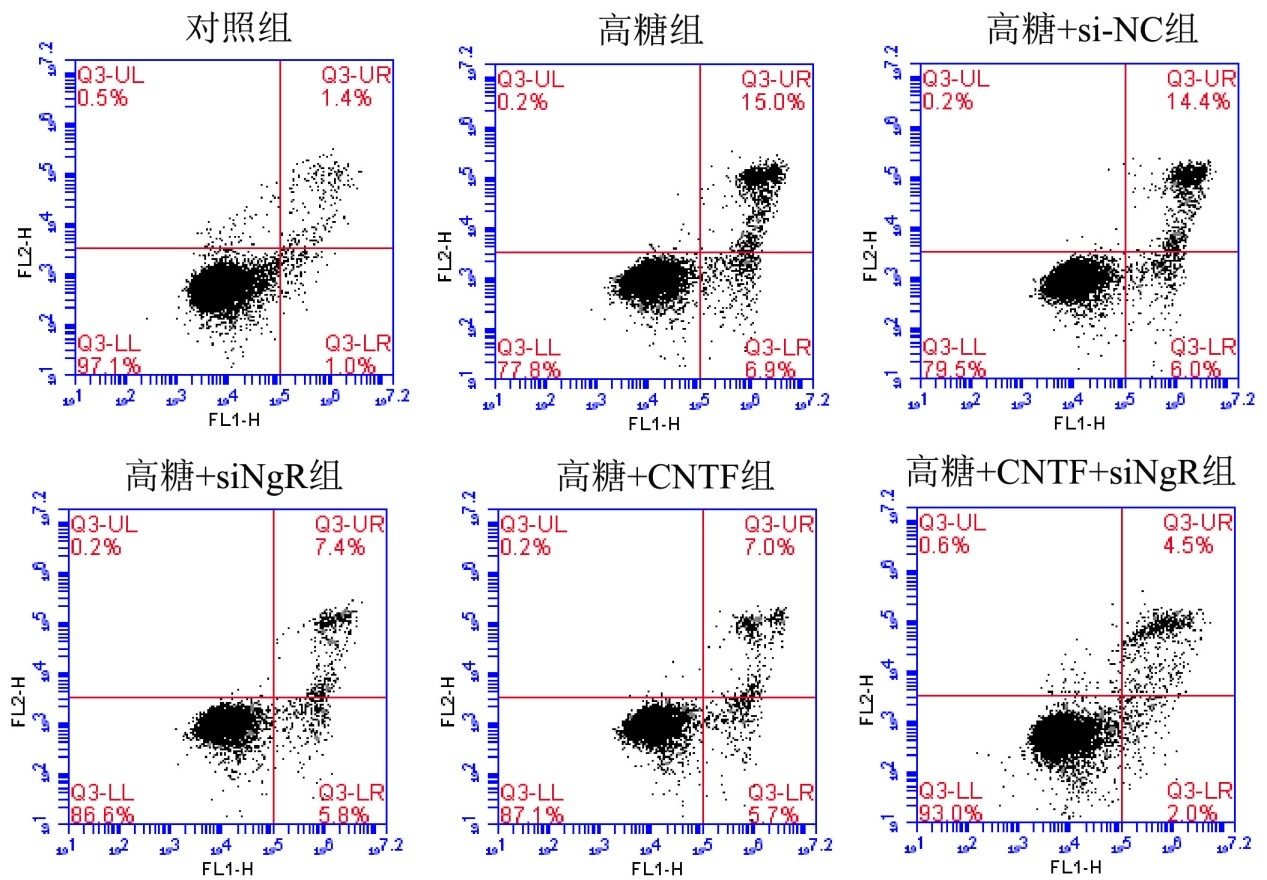 对照组
Q3-UL
0.5%
Q3-UR
1.4%
Q3-LL
97.1%
Q3-LR
1.0%
FL2-H
FL1-H
高糖组
Q3-UL
0.2%
Q3-UR
15.0%
Q3-LL
77.8%
Q3-LR
6.9%
FL2-H
FL1-H
高糖+si-NC组
Q3-UL
0.2%
Q3-UR
14.4%
Q3-LL
79.5%
Q3-LR
6.0%
FL2-H
FL1-H
高糖+siNgR组
Q3-UL
0.2%
Q3-UR
7.4%
Q3-LL
86.6%
Q3-LR
5.8%
FL2-H
FL1-H
高糖+CNTF组
Q3-UL
0.2%
Q3-UR
7.0%
Q3-LL
87.1%
Q3-LR
5.7%
FL2-H
FL1-H
高糖+CNTF+siNgR组
Q3-UL
0.6%
Q3-UR
4.5%
Q3-LL
93.0%
Q3-LR
2.0%
FL2-H
FL1-H